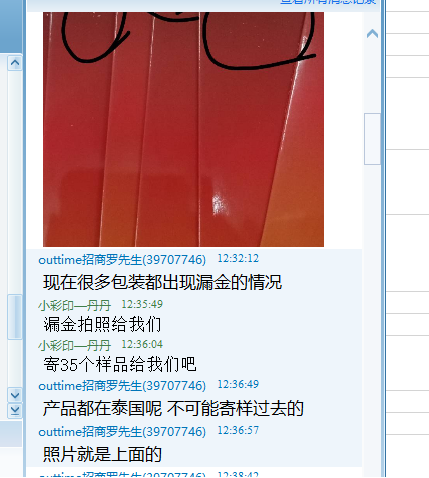 查看所有消息记录
outtime招商罗先生(39707746) 12:32:12
现在很多包装都出现漏金的情况
小彩印—丹丹 12:35:49
漏金拍照给我们
小彩印—丹丹 12:36:04
寄35个样品给我们吧
outtime招商罗先生(39707746) 12:36:49
产品都在泰国呢 不可能寄样过去的
outtime招商罗先生(39707746) 12:36:57
照片就是上面的
outtime招商罗先生(39707746) 12:38:42